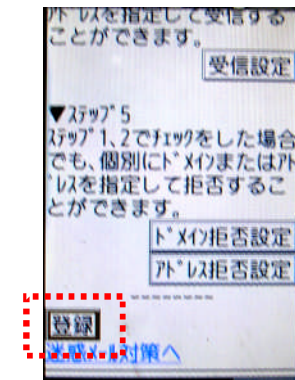 ｱﾄﾞﾚｽを指定して受信する
ことができます。
受信設定
▼ｽﾃｯﾌﾟ5
ｽﾃｯﾌﾟ1､2でﾁｪｯｸをした場合
でも、個別にﾄﾞﾒｲﾝまたはｱﾄ
ﾞﾚｽを指定して拒否するこ
とができます。
ﾄﾞﾒｲﾝ拒否設定
ｱﾄﾞﾚｽ拒否設定
---------
登録
迷惑ﾒｰﾙ対策へ